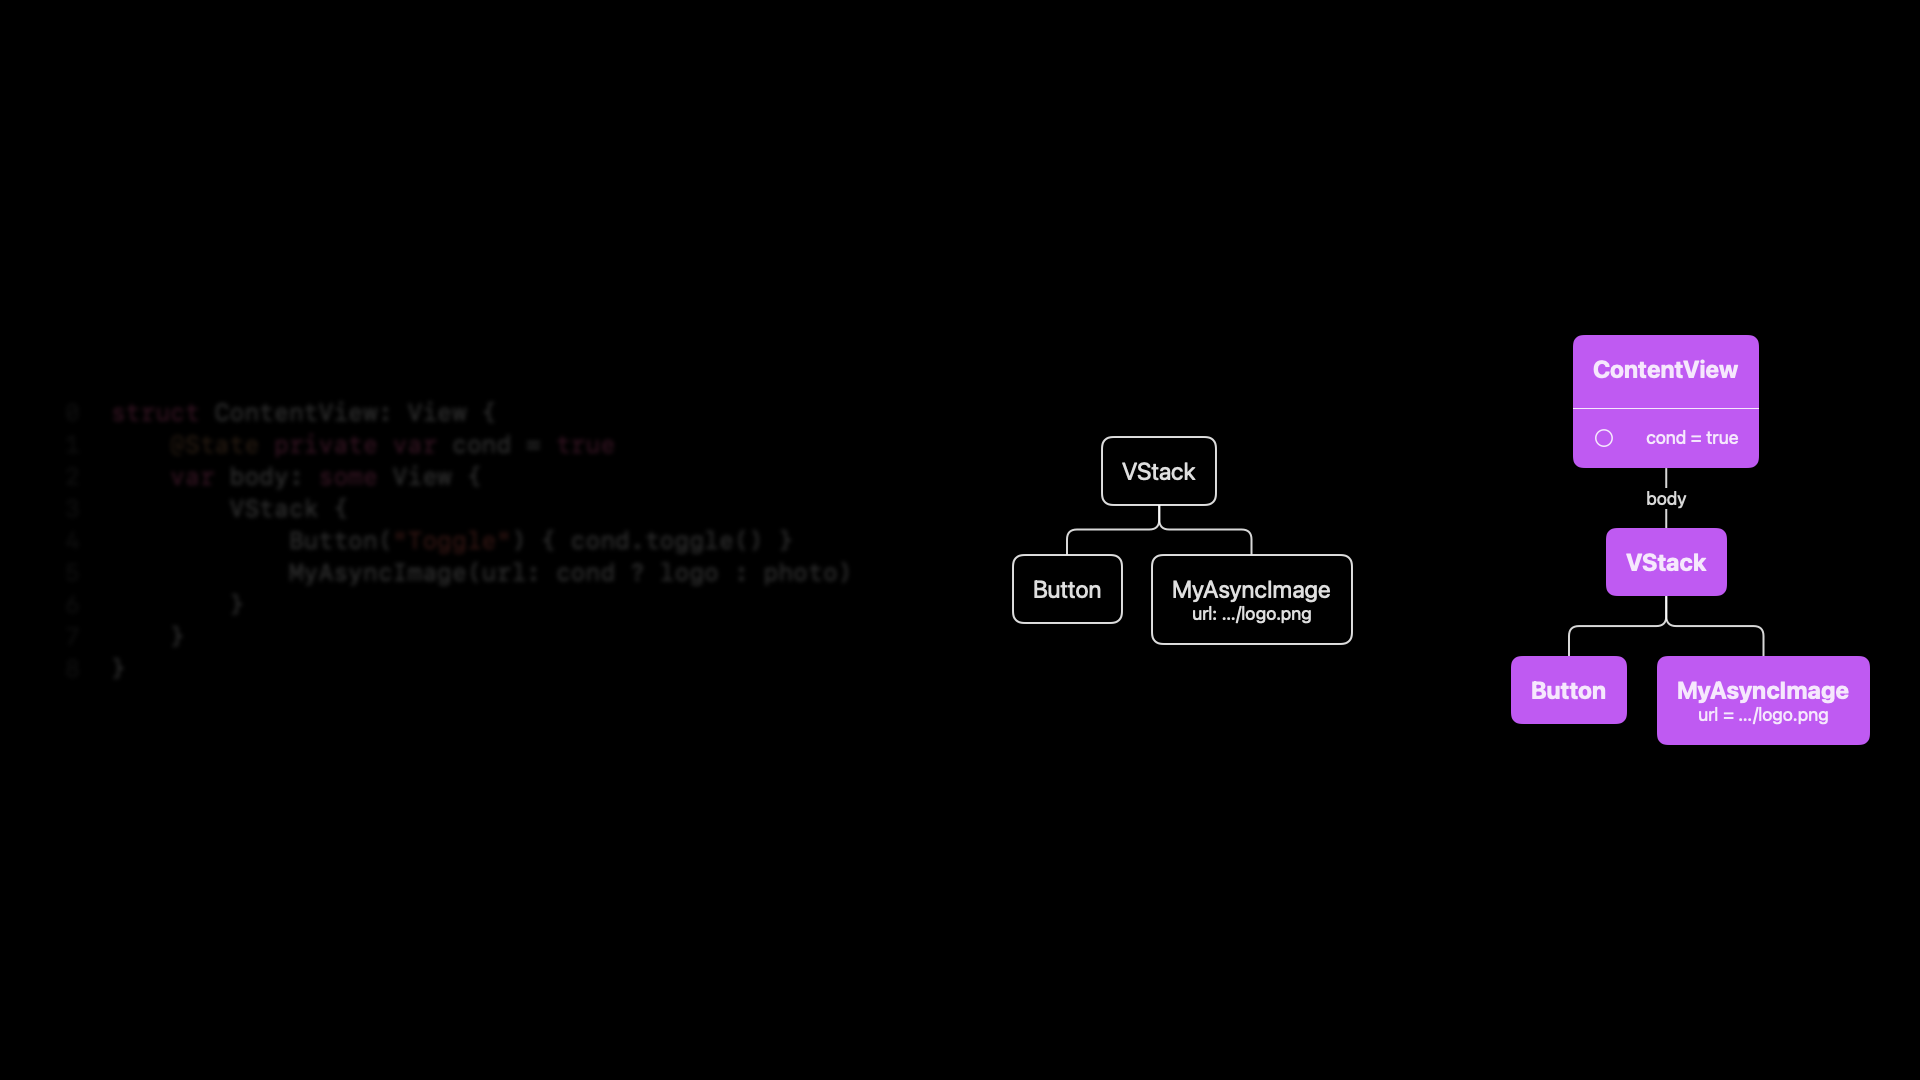 0 struct ContentView: View {
1     @State private var cond = true
2     var body: some View {
3         VStack {
4             Button("Toggle") { cond.toggle() }
5             MyAsyncImage(url: cond ? logo : photo)
6         }
7     }
8 }
VStack
Button
MyAsyncImage
url: .../logo.png
ContentView
cond = true
body
VStack
Button
MyAsyncImage
url = .../logo.png